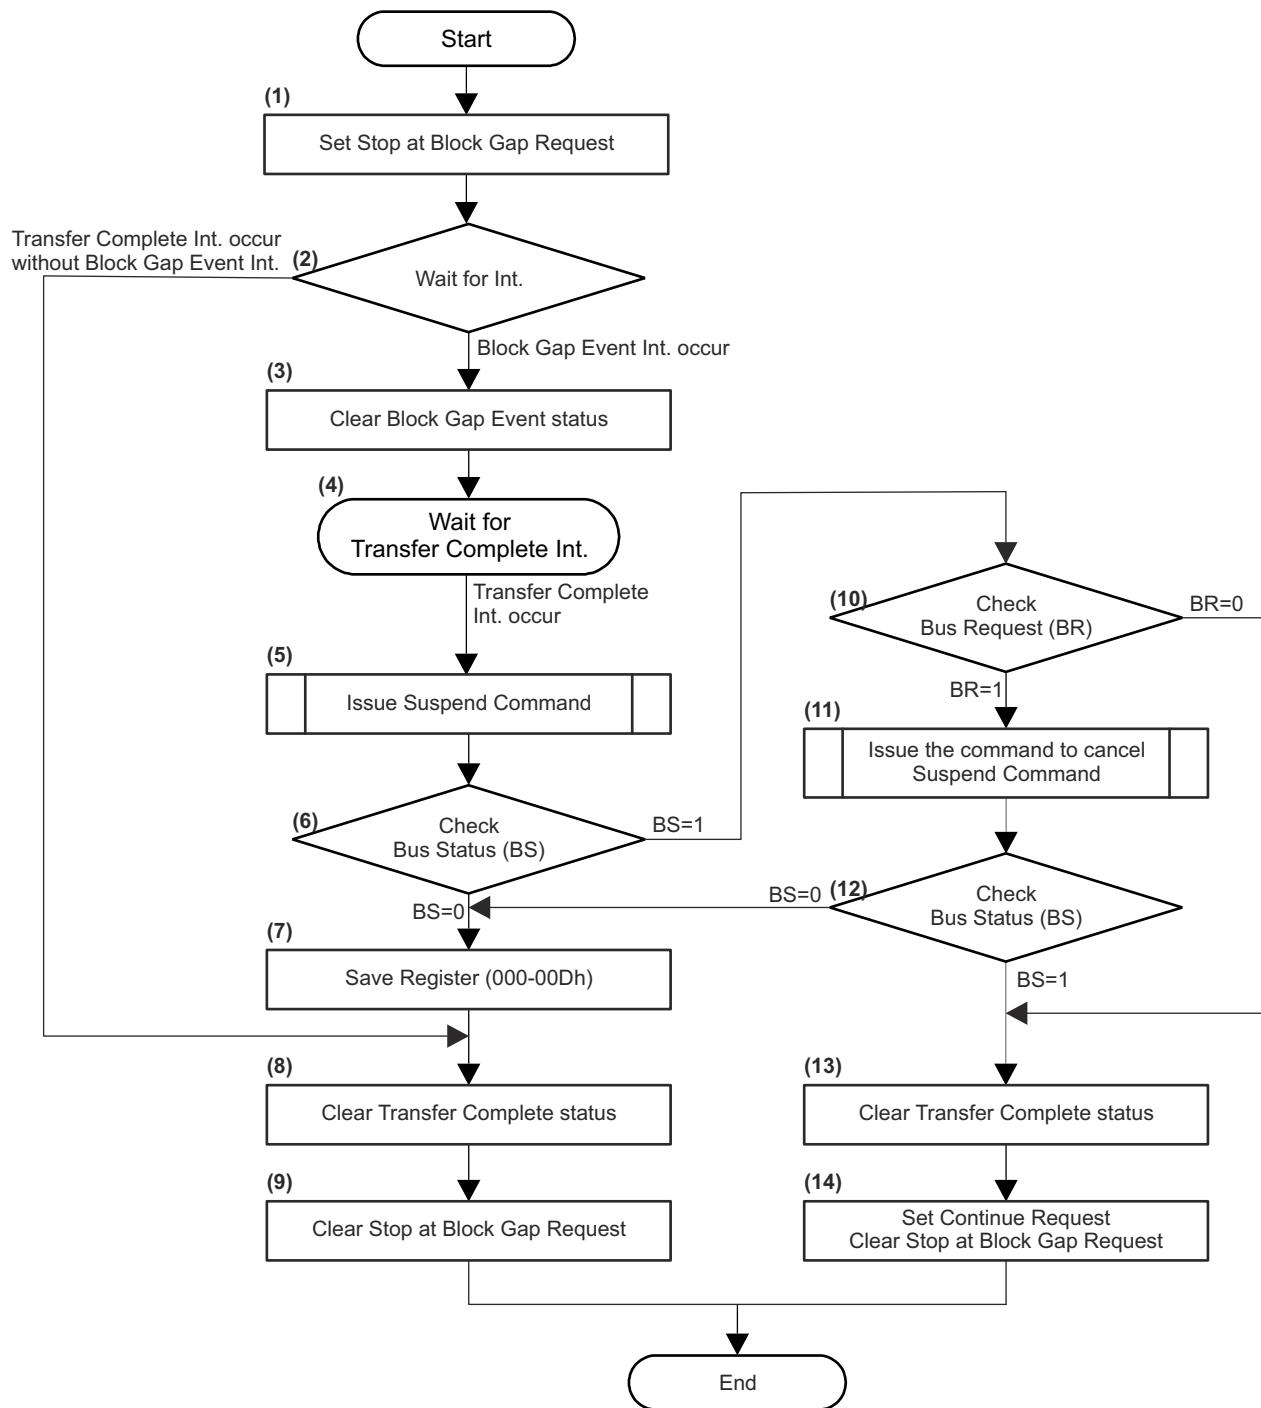 Start
(1)
Set Stop at Block Gap Request
Transfer Complete Int. occur
without Block Gap Event Int.
(2)
Wait for Int.
Block Gap Event Int. occur
(3)
Clear Block Gap Event status
(4)
Wait for
Transfer Complete Int.
Transfer Complete
Int. occur
(5)
Issue Suspend Command
(6)
Check
Bus Status (BS)
BS=1
BS=0
(7)
Save Register (000-00Dh)
(8)
Clear Transfer Complete status
(9)
Clear Stop at Block Gap Request
(10)
Check
Bus Request (BR)
BR=0
BR=1
(11)
Issue the command to cancel
Suspend Command
(12)
Check
Bus Status (BS)
BS=0
BS=1
(13)
Clear Transfer Complete status
(14)
Set Continue Request
Clear Stop at Block Gap Request
End